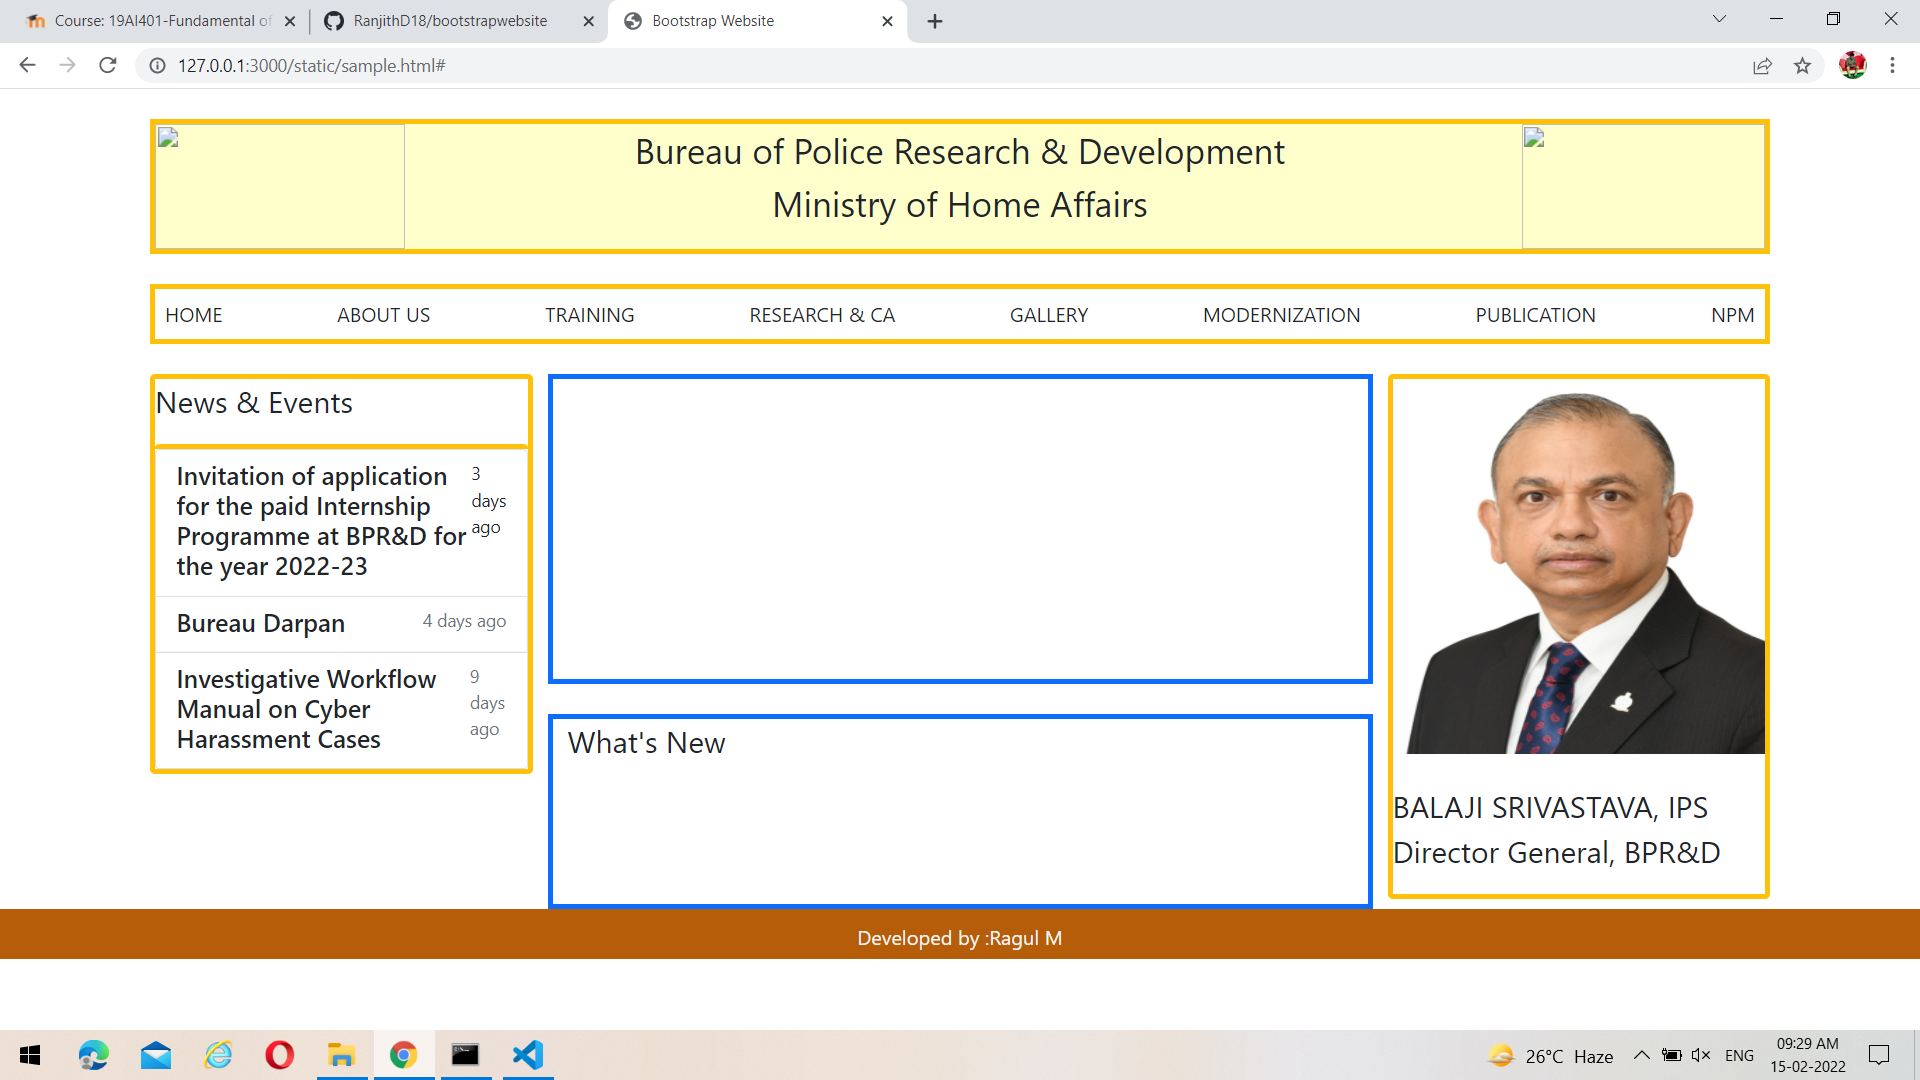 Course: 19AI401-Fundamental of
RanjithD18/bootstrapwebsite
Bootstrap Website
127.0.0.1:3000/static/sample.html#
Bureau of Police Research & Development
Ministry of Home Affairs
HOME ABOUT US TRAINING RESEARCH & CA GALLERY MODERNIZATION PUBLICATION NPM
News & Events
Invitation of application
for the paid Internship
Programme at BPR&D for
the year 2022-23
3
days
ago
Bureau Darpan
4 days ago
Investigative Workflow
Manual on Cyber
Harassment Cases
9
days
ago
What's New
BALAJI SRIVASTAVA, IPS
Director General, BPR&D
Developed by :Ragul M
26°C Haze
ENG
09:29 AM
15-02-2022